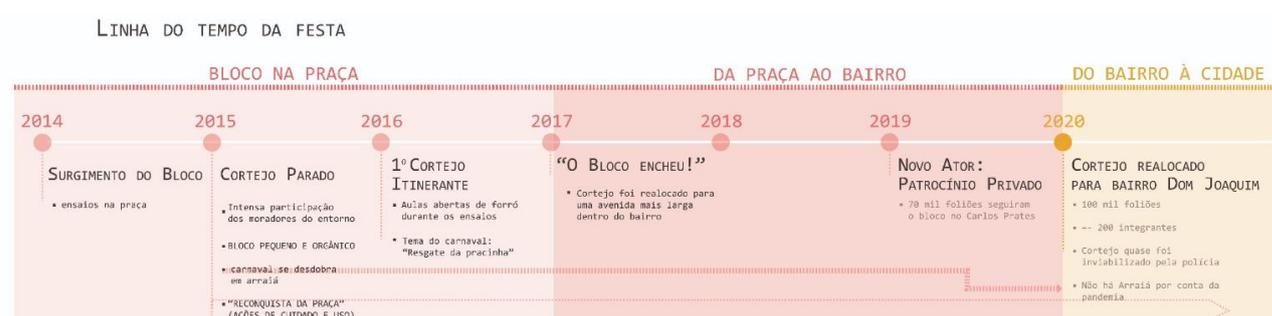 Linha do tempo da festa
BLOCO NA PRAÇA
DA PRAÇA AO BAIRRO
DO BAIRRO À CIDADE
2014
2015
2016
2017
2018
2019
2020
Surgimento do Bloco
▪ ensaios na praça
Cortejo Parado
▪ Intensa participação
dos moradores do entorno
▪ BLOCO PEQUENO E ORGÂNICO
▪ carnaval se desdobra
em arraiá
▪ "RECONQUISTA DA PRAÇA"
(AÇÕES DE CUIDADO E USO)
1º Cortejo
Itinerante
▪ Aulas abertas de forró
durante os ensaios
▪ Tema do carnaval:
"Resgate da pracinha"
"O Bloco encheu!"
▪ Cortejo foi realocado para
uma avenida mais larga
dentro do bairro
Novo Ator:
Patrocínio Privado
▪ 70 mil foliões seguiram
o bloco no Carlos Prates
Cortejo realocado
para bairro Dom Joaquim
▪ 100 mil foliões
▪ –- 200 integrantes
▪ Cortejo quase foi
inviabilizado pela polícia
▪ Não há Arraiá por conta da
pandemia